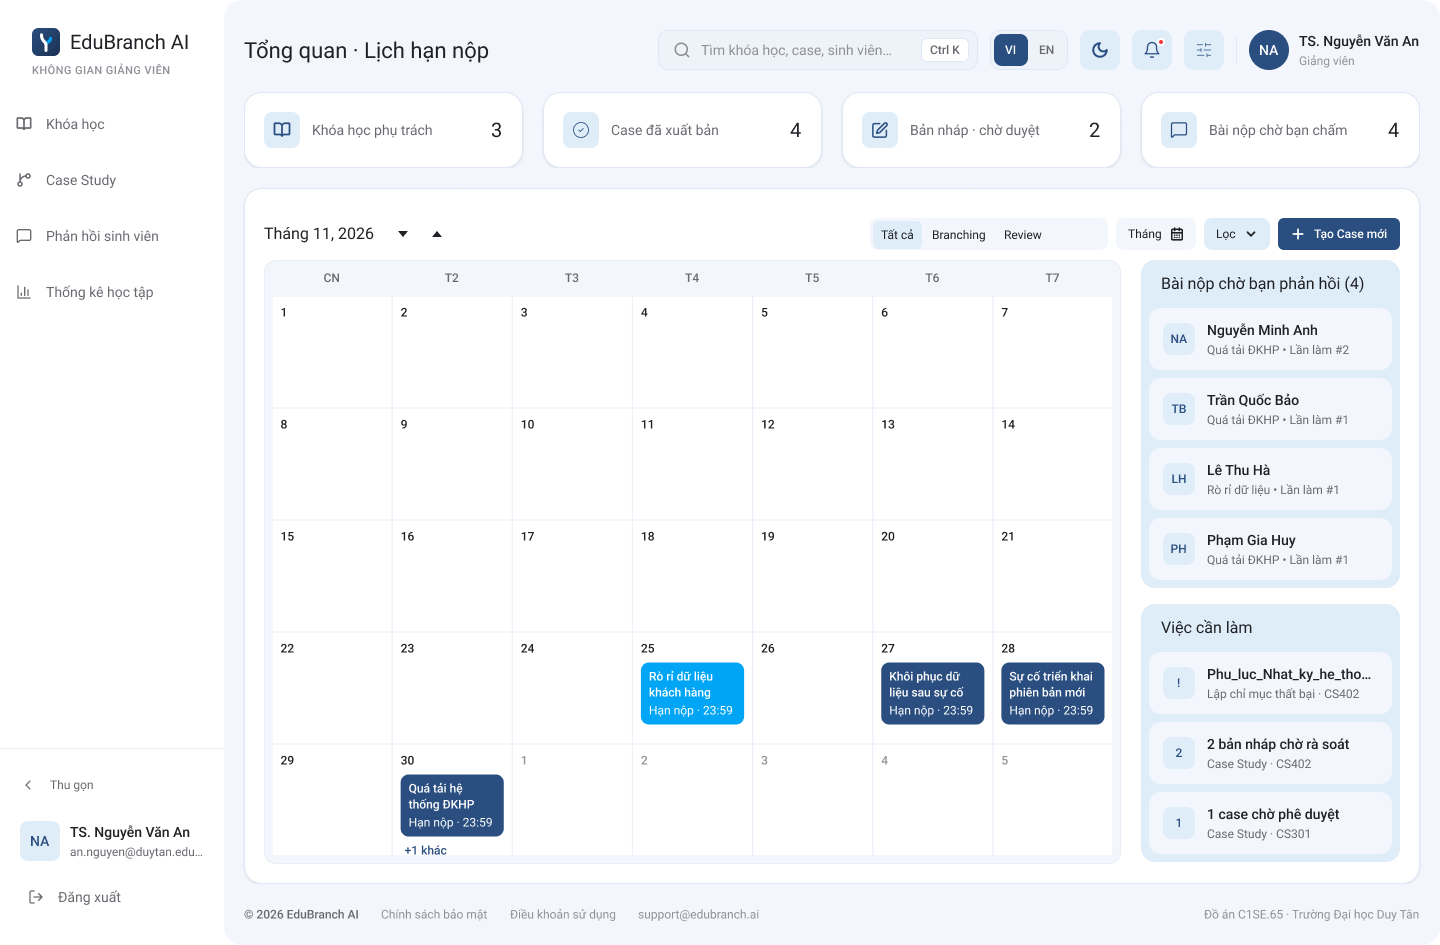 EduBranch AI
KHÔNG GIAN GIẢNG VIÊN
Khóa học
Case Study
Phản hồi sinh viên
Thống kê học tập
Thu gọn
NA
TS. Nguyễn Văn An
an.nguyen@duytan.edu...
Đăng xuất
Tổng quan · Lịch hạn nộp
Tìm khóa học, case, sinh viên...
Ctrl K
VI
EN
NA
TS. Nguyễn Văn An
Giảng viên
Khóa học phụ trách
3
Case đã xuất bản
4
Bản nháp · chờ duyệt
2
Bài nộp chờ bạn chấm
4
Tháng 11, 2026
Tất cả
Branching
Review
Tháng
Lọc
Tạo Case mới
CN T2 T3 T4 T5 T6 T7
1 2 3 4 5 6 7
8 9 10 11 12 13 14
15 16 17 18 19 20 21
22 23 24 25 26 27 28
Rò rỉ dữ liệu
khách hàng
Hạn nộp · 23:59
Khôi phục dữ
liệu sau sự cố
Hạn nộp · 23:59
Sự cố triển khai
phiên bản mới
Hạn nộp · 23:59
29 30 1 2 3 4 5
Quá tải hệ
thống ĐKHP
Hạn nộp · 23:59
+1 khác
Bài nộp chờ bạn phản hồi (4)
NA
Nguyễn Minh Anh
Quá tải ĐKHP • Lần làm #2
TB
Trần Quốc Bảo
Quá tải ĐKHP • Lần làm #1
LH
Lê Thu Hà
Rò rỉ dữ liệu • Lần làm #1
PH
Phạm Gia Huy
Quá tải ĐKHP • Lần làm #1
Việc cần làm
!
Phu_luc_Nhat_ky_he_tho...
Lập chỉ mục thất bại · CS402
2
2 bản nháp chờ rà soát
Case Study · CS402
1
1 case chờ phê duyệt
Case Study · CS301
© 2026 EduBranch AI
Chính sách bảo mật
Điều khoản sử dụng
support@edubranch.ai
Đồ án C1SE.65 · Trường Đại học Duy Tân